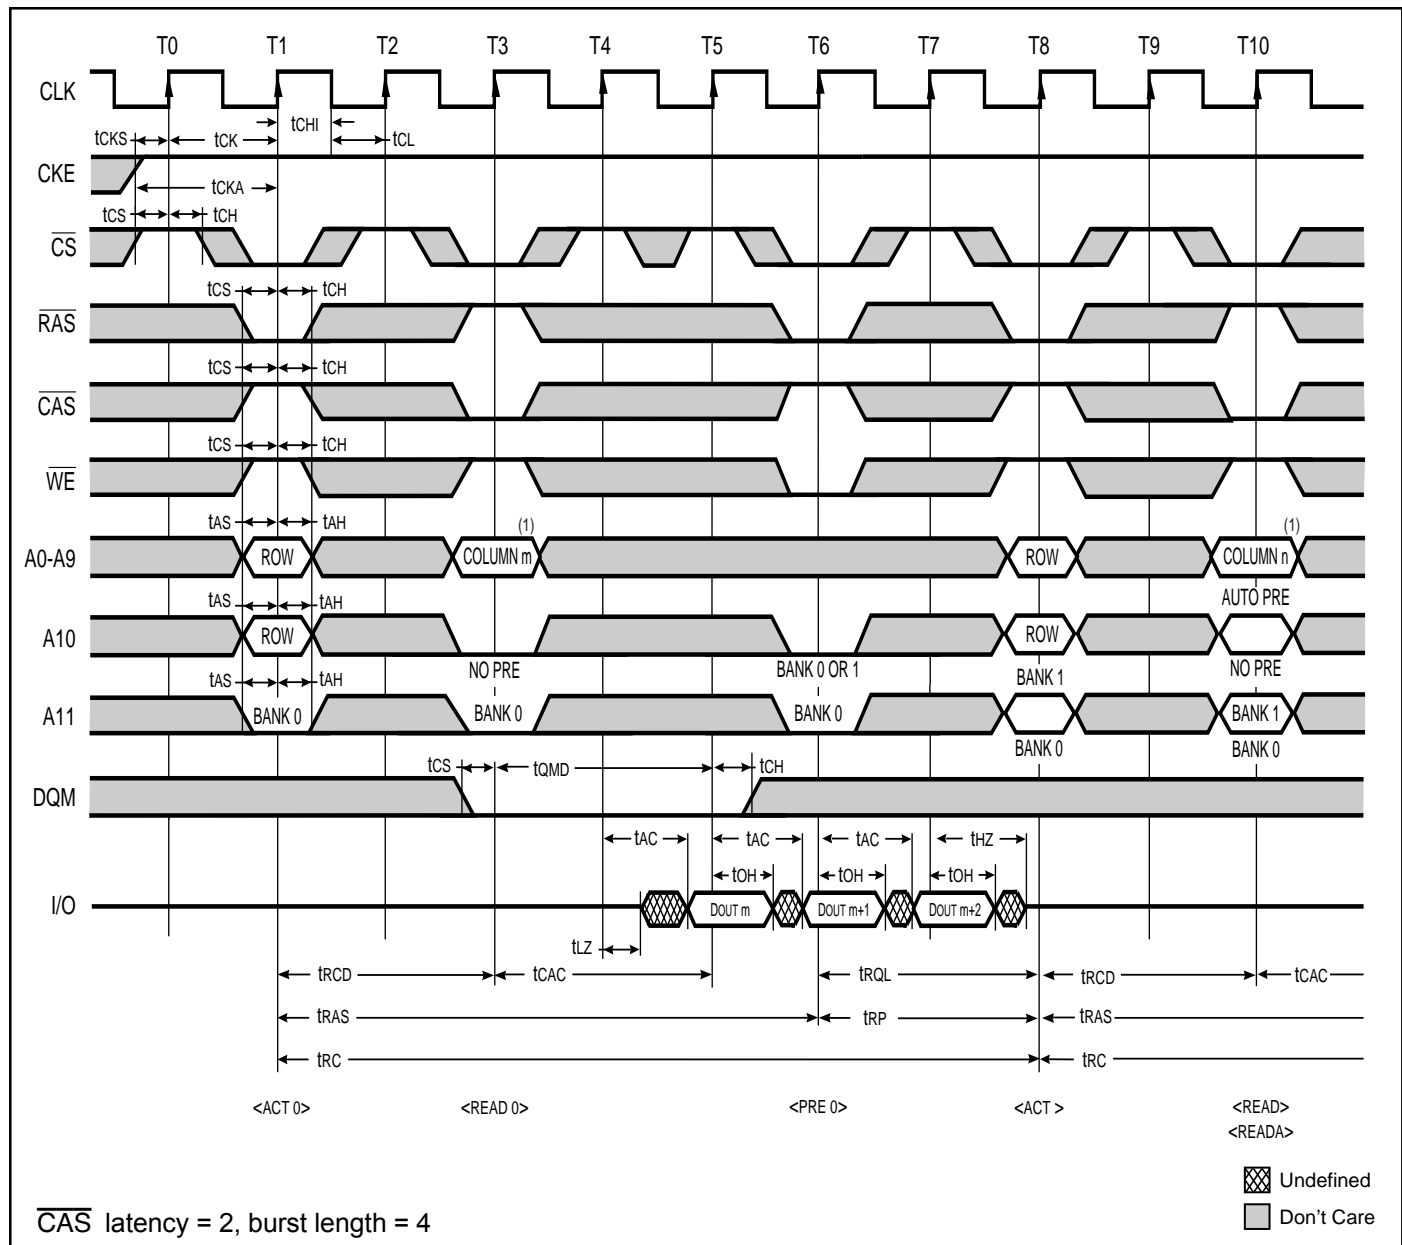 T0 T1 T2 T3 T4 T5 T6 T7 T8 T9 T10
CLK
tCHI
tCKS tCK tCL
CKE
tCKA
tCS tCH
CS
tCS tCH
RAS
tCS tCH
CAS
tCS tCH
WE
tAS tAH (1) (1)
A0-A9 ROW COLUMN m ROW COLUMN n
tAS tAH AUTO PRE
A10 ROW ROW
NO PRE BANK 0 OR 1 BANK 1 NO PRE
tAS tAH
A11 BANK 0 BANK 0 BANK 0 BANK 1
BANK 0 BANK 0
tCS tQMD tCH
DQM
tAC tAC tAC tHZ
tOH tOH tOH
I/O DOUT m DOUT m+1 DOUT m+2
tLZ
tRCD tCAC tRQL tRCD tCAC
tRAS tRP tRAS
tRC tRC
<ACT 0> <READ 0> <PRE 0> <ACT > <READ>
<READA>
Undefined
Don't Care
CAS latency = 2, burst length = 4